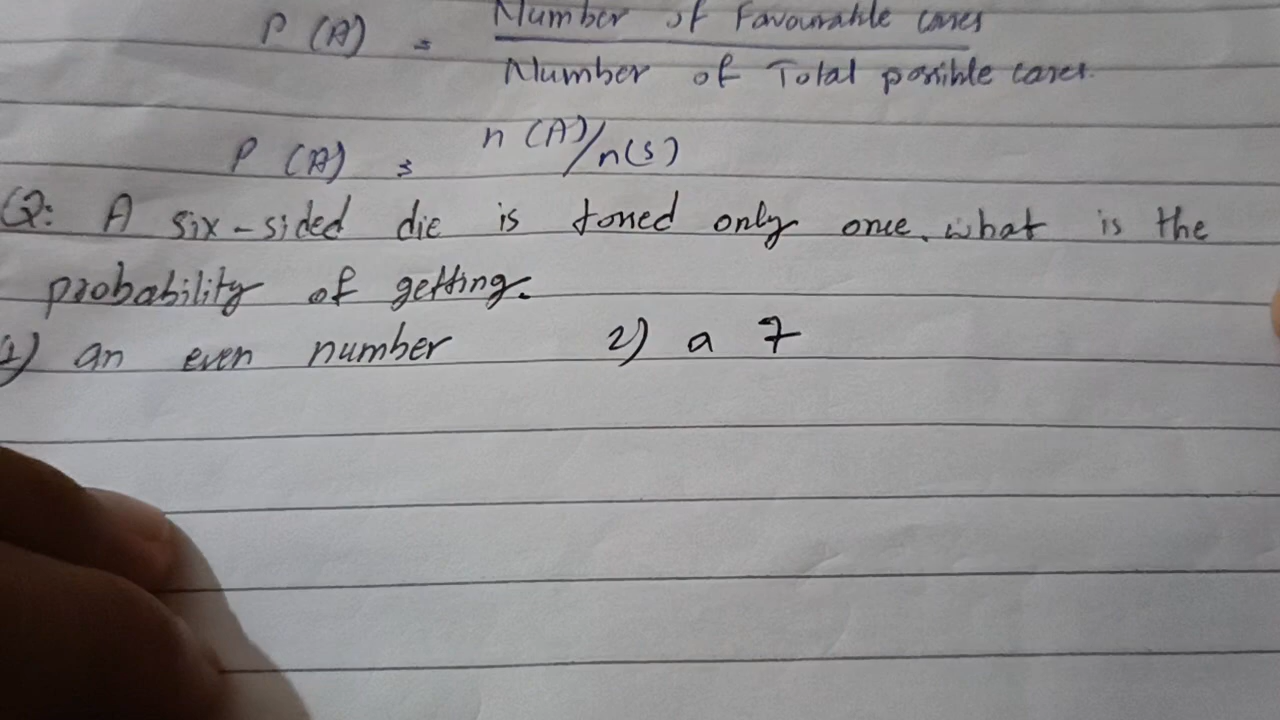 P (A) = Number of Favourable cases
Number of Total possible cases.
P (A) = n (A)/n(s)
Q: A six-sided die is tossed only once. what is the
probability of getting.
1) an even number 2) a 7